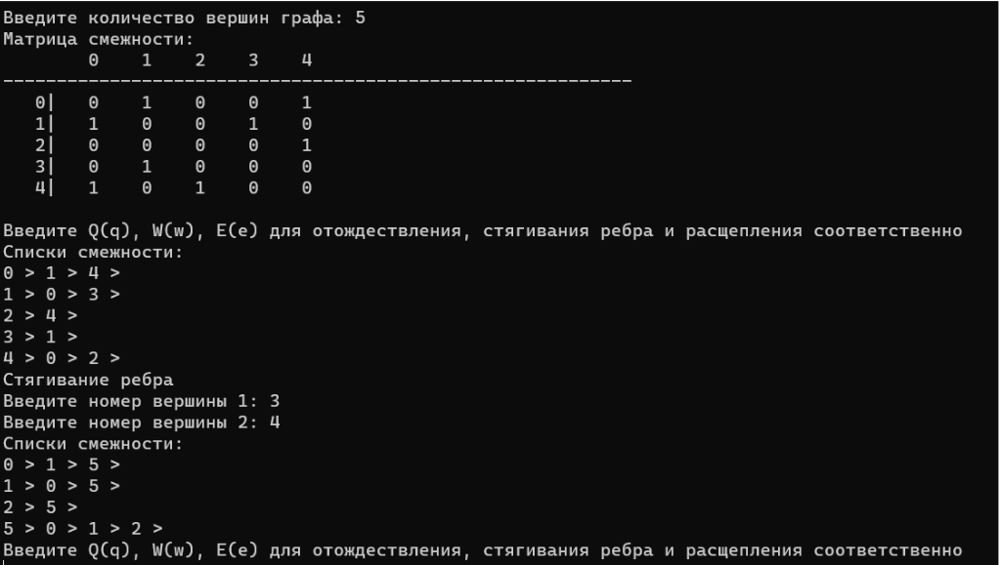 Введите количество вершин графа: 5
Матрица смежности:
0 1 2 3 4
-----------------------------------------------------------
0| 0 1 0 0 1
1| 1 0 0 1 0
2| 0 0 0 0 1
3| 0 1 0 0 0
4| 1 0 1 0 0
Введите Q(q), W(w), E(e) для отождествления, стягивания ребра и расщепления соответственно
Списки смежности:
0 > 1 > 4 >
1 > 0 > 3 >
2 > 4 >
3 > 1 >
4 > 0 > 2 >
Стягивание ребра
Введите номер вершины 1: 3
Введите номер вершины 2: 4
Списки смежности:
0 > 1 > 5 >
1 > 0 > 5 >
2 > 5 >
5 > 0 > 1 > 2 >
Введите Q(q), W(w), E(e) для отождествления, стягивания ребра и расщепления соответственно